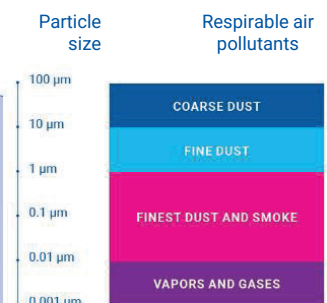 Particle size
Respirable air pollutants
100 µm
COARSE DUST
10 µm
FINE DUST
1 µm
0.1 µm
FINEST DUST AND SMOKE
0.01 µm
VAPORS AND GASES
0.001 µm